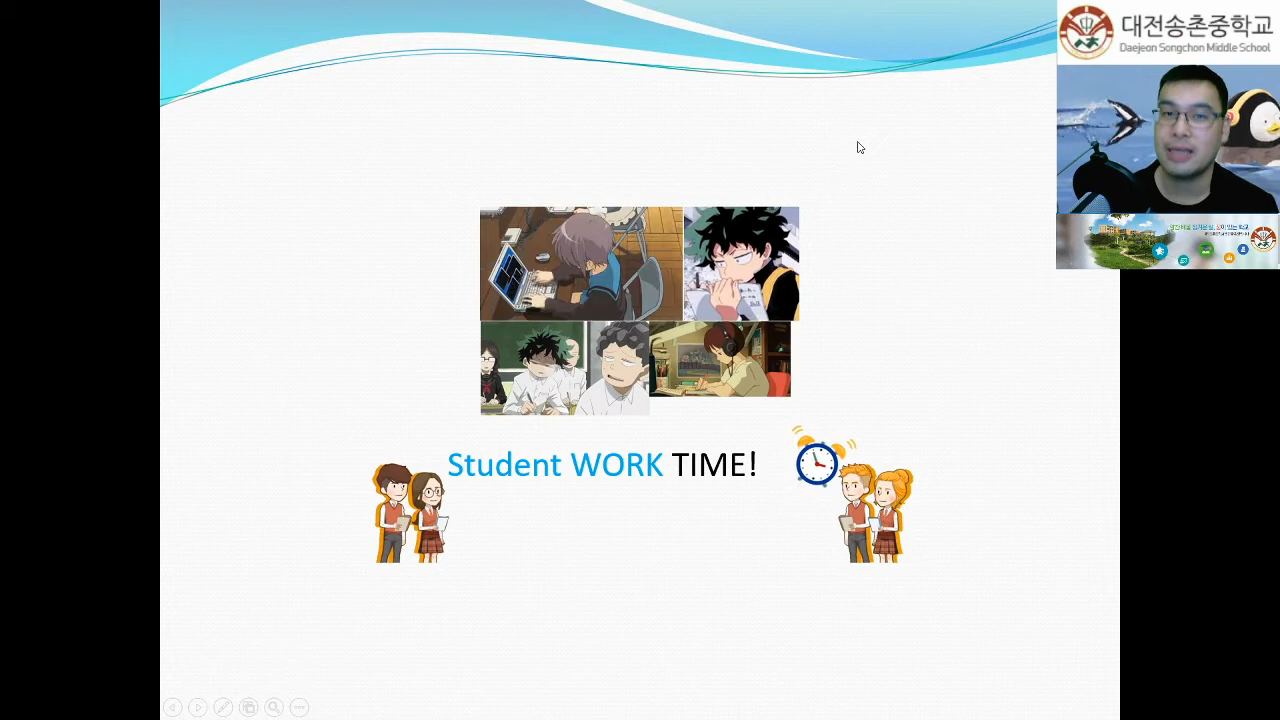 대전송촌중학교
Daejeon Songchon Middle School
Student WORK TIME!